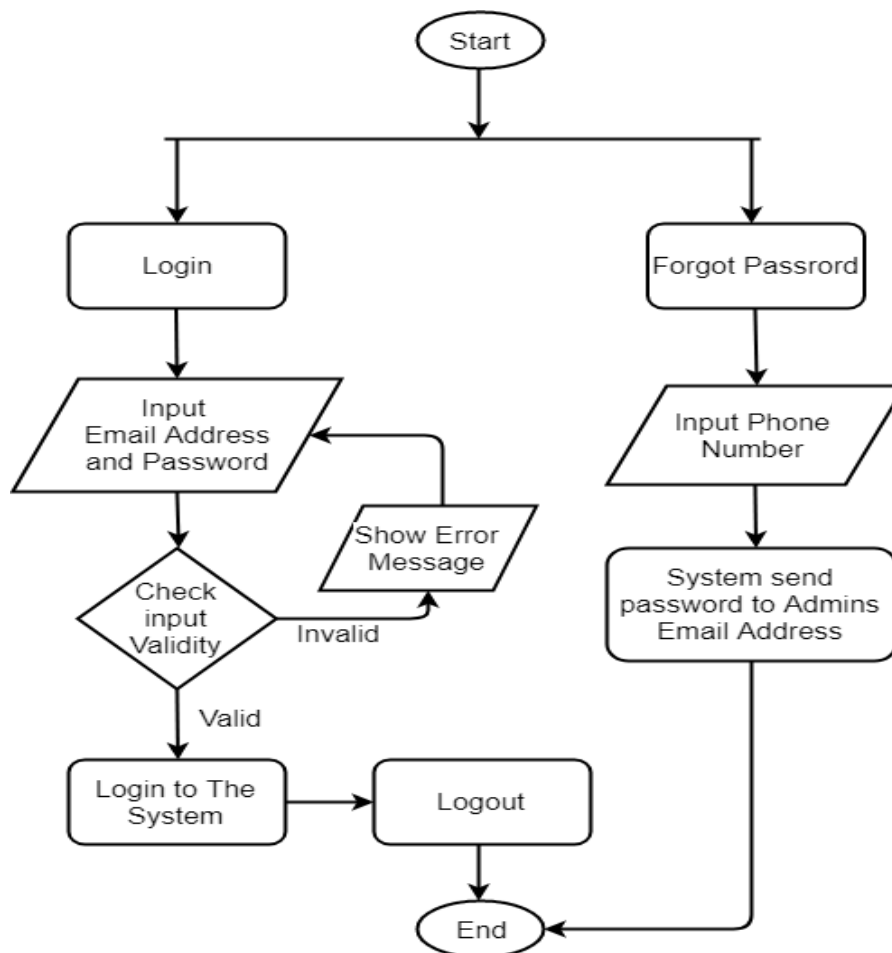 Start
Login
Forgot Passrord
Input
Email Address
and Password
Input Phone
Number
Show Error
Message
Check
input
Validity
Invalid
System send
password to Admins
Email Address
Valid
Login to The
System
Logout
End